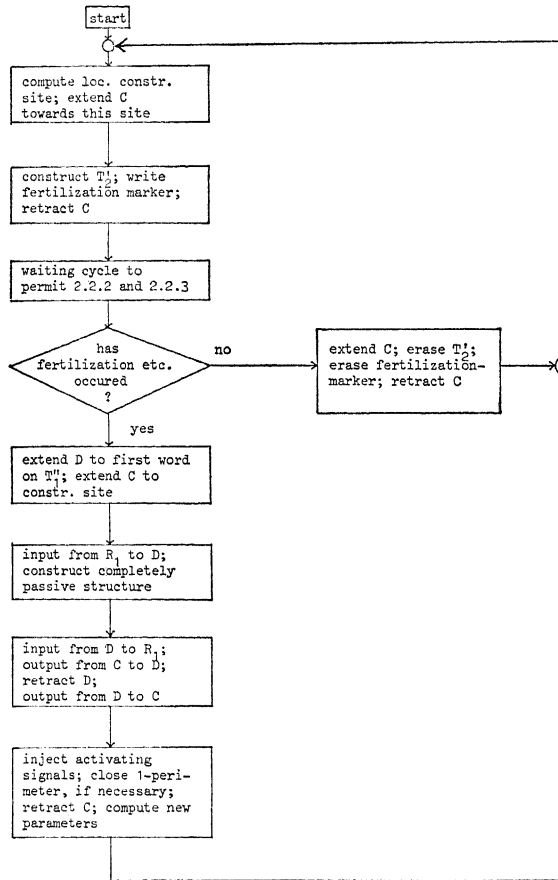 start
compute loc. constr.
site; extend C
towards this site
construct T'2; write
fertilization marker;
retract C
waiting cycle to
permit 2.2.2 and 2.2.3
has
fertilization etc.
occured
?
no
extend C; erase T'2;
erase fertilization-
marker; retract C
yes
extend D to first word
on T"1; extend C to
constr. site
input from R1 to D;
construct completely
passive structure
input from D to R1;
output from C to D;
retract D;
output from D to C
inject activating
signals; close 1-peri-
meter, if necessary;
retract C; compute new
parameters